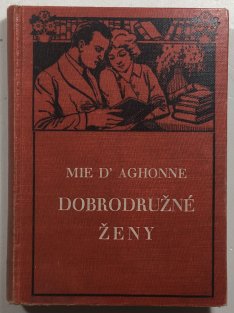 MIE D' AGHONNE
DOBRODRUŽNÉ
ŽENY